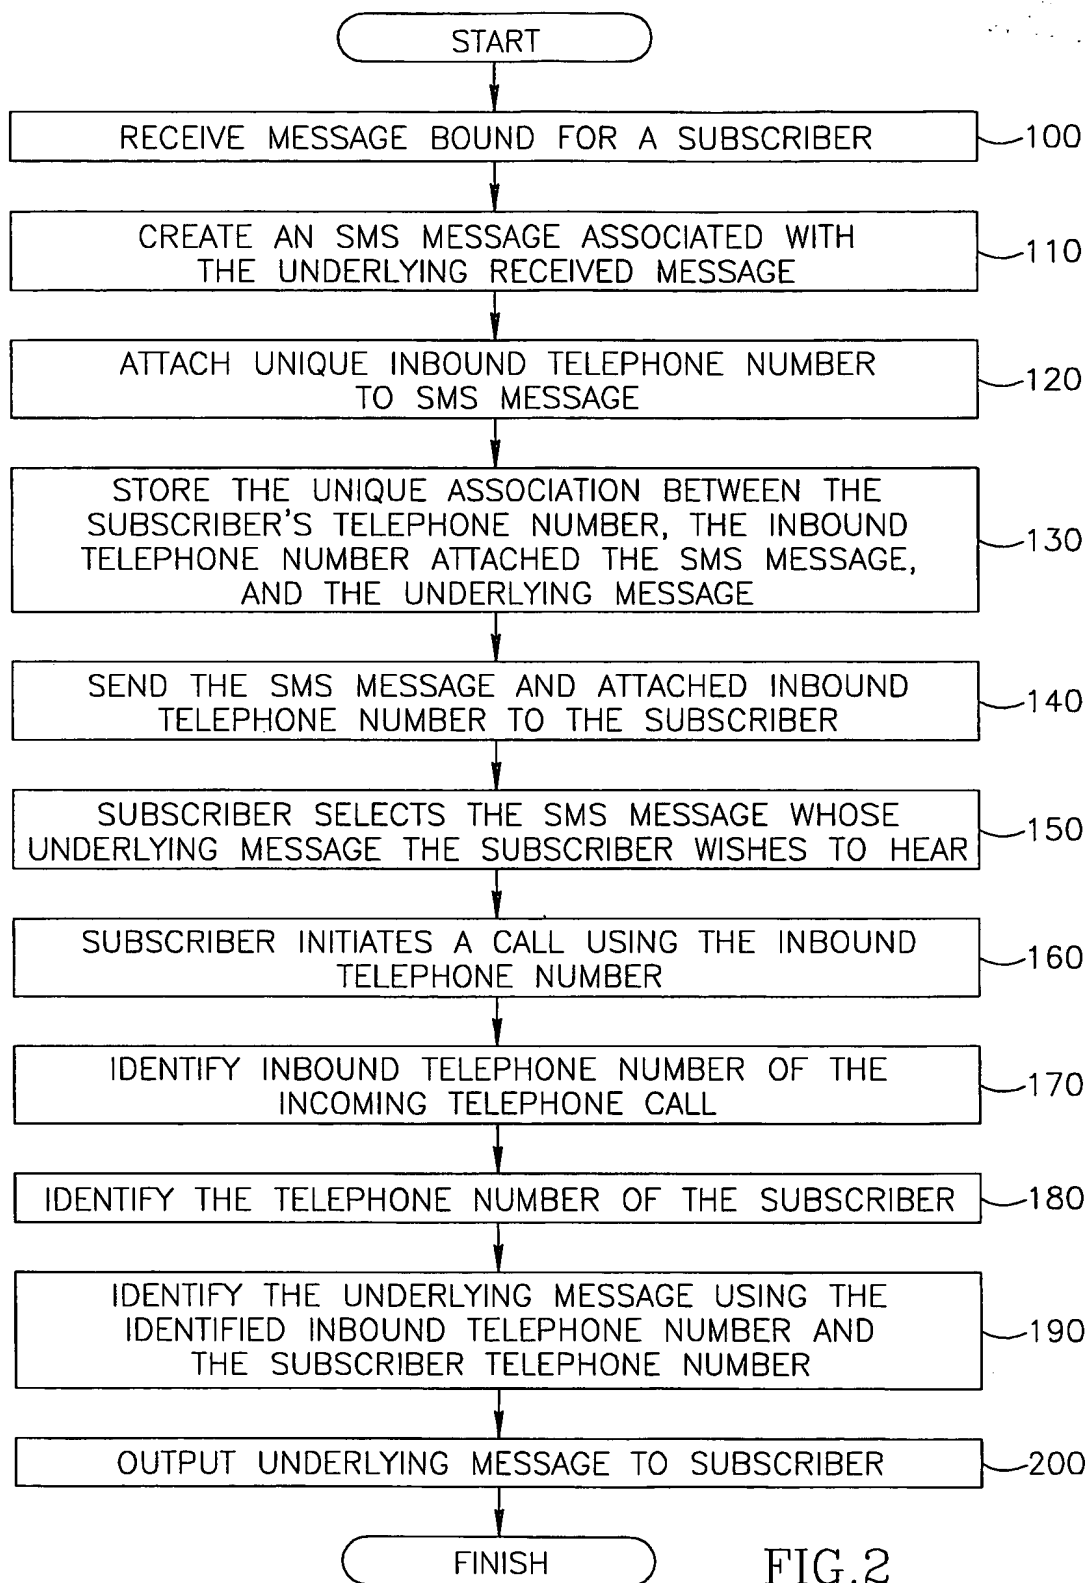 START
RECEIVE MESSAGE BOUND FOR A SUBSCRIBER
100
CREATE AN SMS MESSAGE ASSOCIATED WITH
THE UNDERLYING RECEIVED MESSAGE
110
ATTACH UNIQUE INBOUND TELEPHONE NUMBER
TO SMS MESSAGE
120
STORE THE UNIQUE ASSOCIATION BETWEEN THE
SUBSCRIBER'S TELEPHONE NUMBER, THE INBOUND
TELEPHONE NUMBER ATTACHED THE SMS MESSAGE,
AND THE UNDERLYING MESSAGE
130
SEND THE SMS MESSAGE AND ATTACHED INBOUND
TELEPHONE NUMBER TO THE SUBSCRIBER
140
SUBSCRIBER SELECTS THE SMS MESSAGE WHOSE
UNDERLYING MESSAGE THE SUBSCRIBER WISHES TO HEAR
150
SUBSCRIBER INITIATES A CALL USING THE INBOUND
TELEPHONE NUMBER
160
IDENTIFY INBOUND TELEPHONE NUMBER OF THE
INCOMING TELEPHONE CALL
170
IDENTIFY THE TELEPHONE NUMBER OF THE SUBSCRIBER
180
IDENTIFY THE UNDERLYING MESSAGE USING THE
IDENTIFIED INBOUND TELEPHONE NUMBER AND
THE SUBSCRIBER TELEPHONE NUMBER
190
OUTPUT UNDERLYING MESSAGE TO SUBSCRIBER
200
FINISH
FIG.2